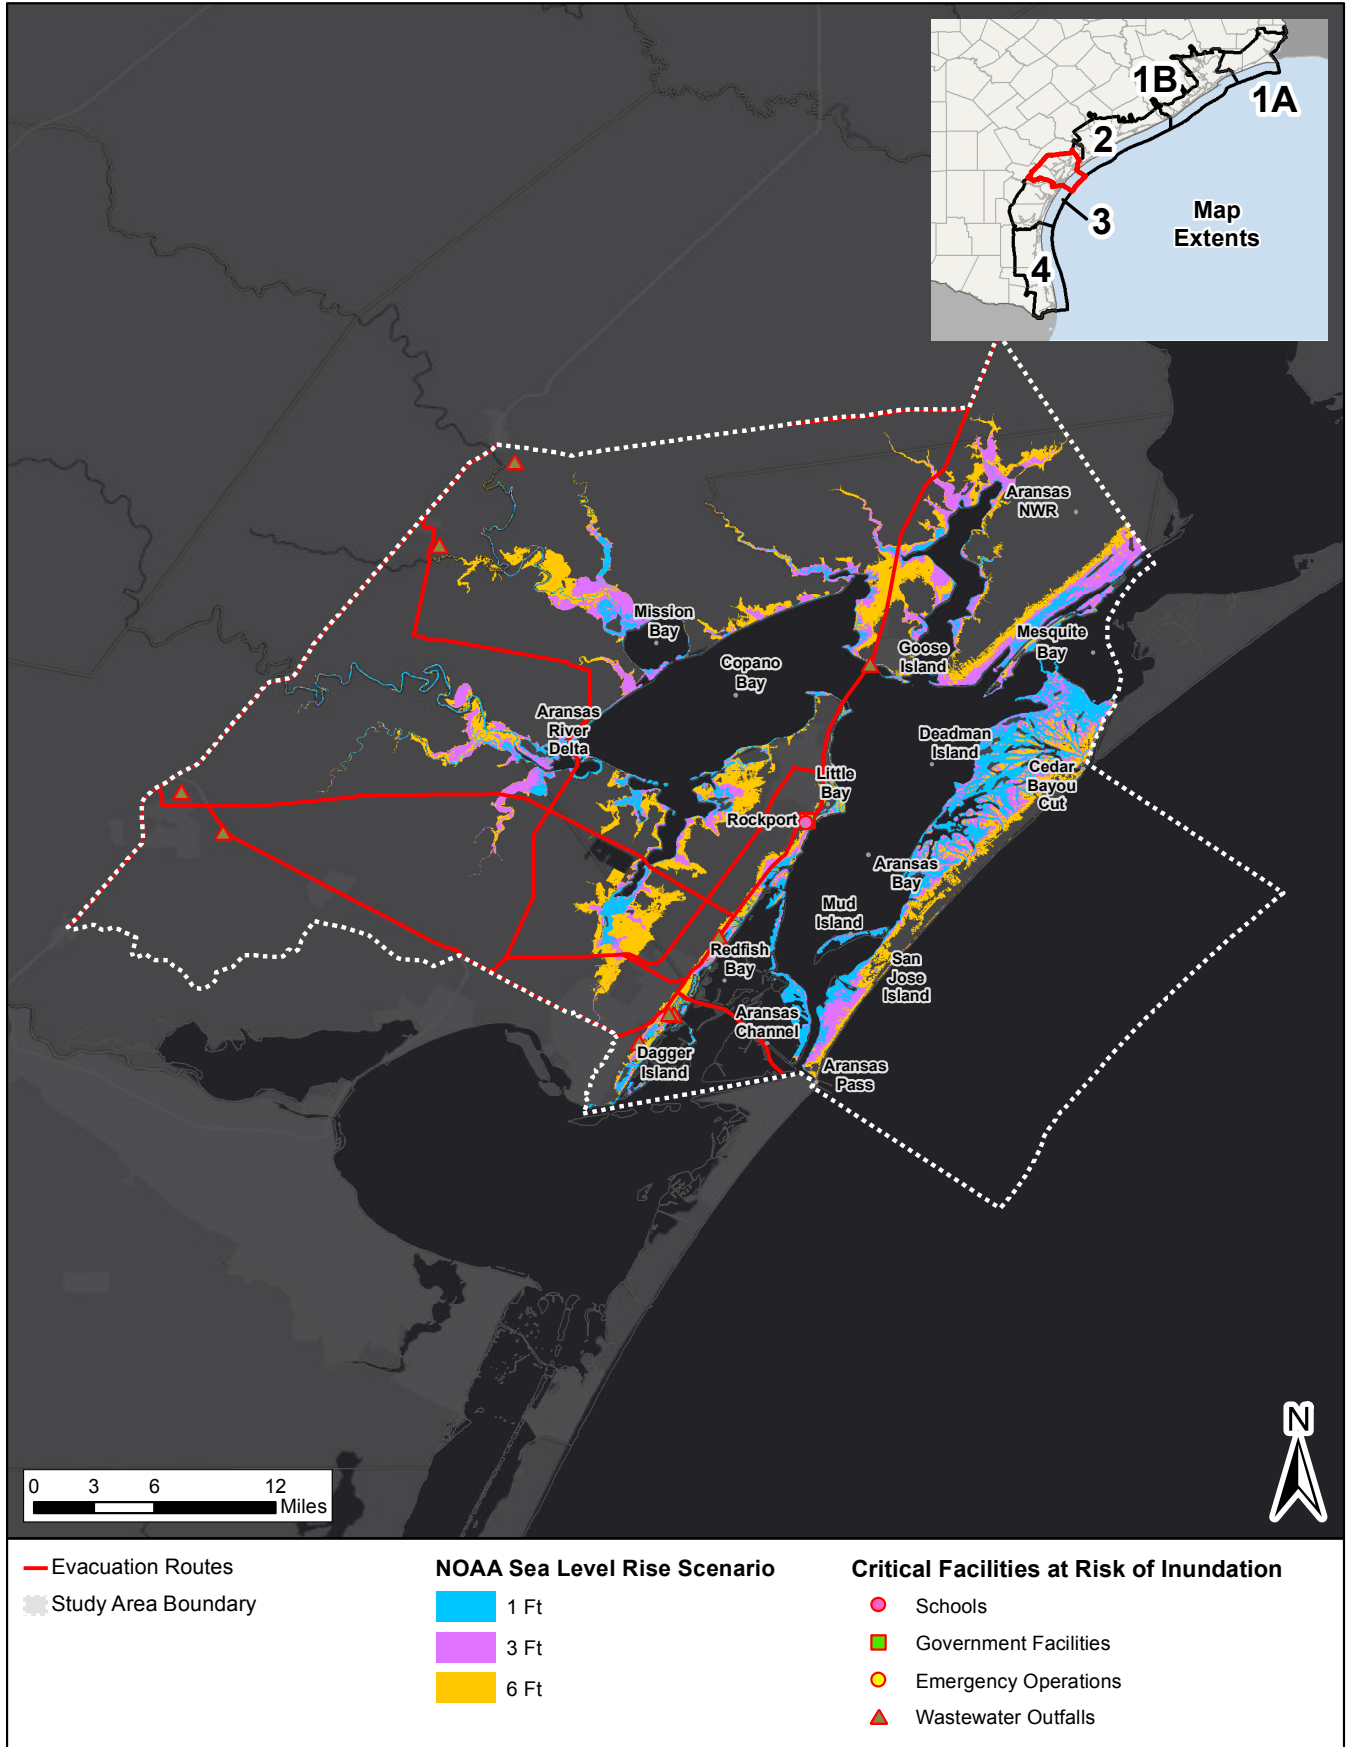 1B
1A
2
3
4
Map
Extents
Aransas
NWR
Mission
Bay
Goose
Island
Mesquite
Bay
Copano
Bay
Aransas
River
Delta
Deadman
Island
Cedar
Bayou
Cut
Little
Bay
Rockport
Aransas
Bay
Mud
Island
Redfish
Bay
San
Jose
Island
Aransas
Channel
Dagger
Island
Aransas
Pass
N
0 3 6 12
Miles
Evacuation Routes
Study Area Boundary
NOAA Sea Level Rise Scenario
1 Ft
3 Ft
6 Ft
Critical Facilities at Risk of Inundation
Schools
Government Facilities
Emergency Operations
Wastewater Outfalls